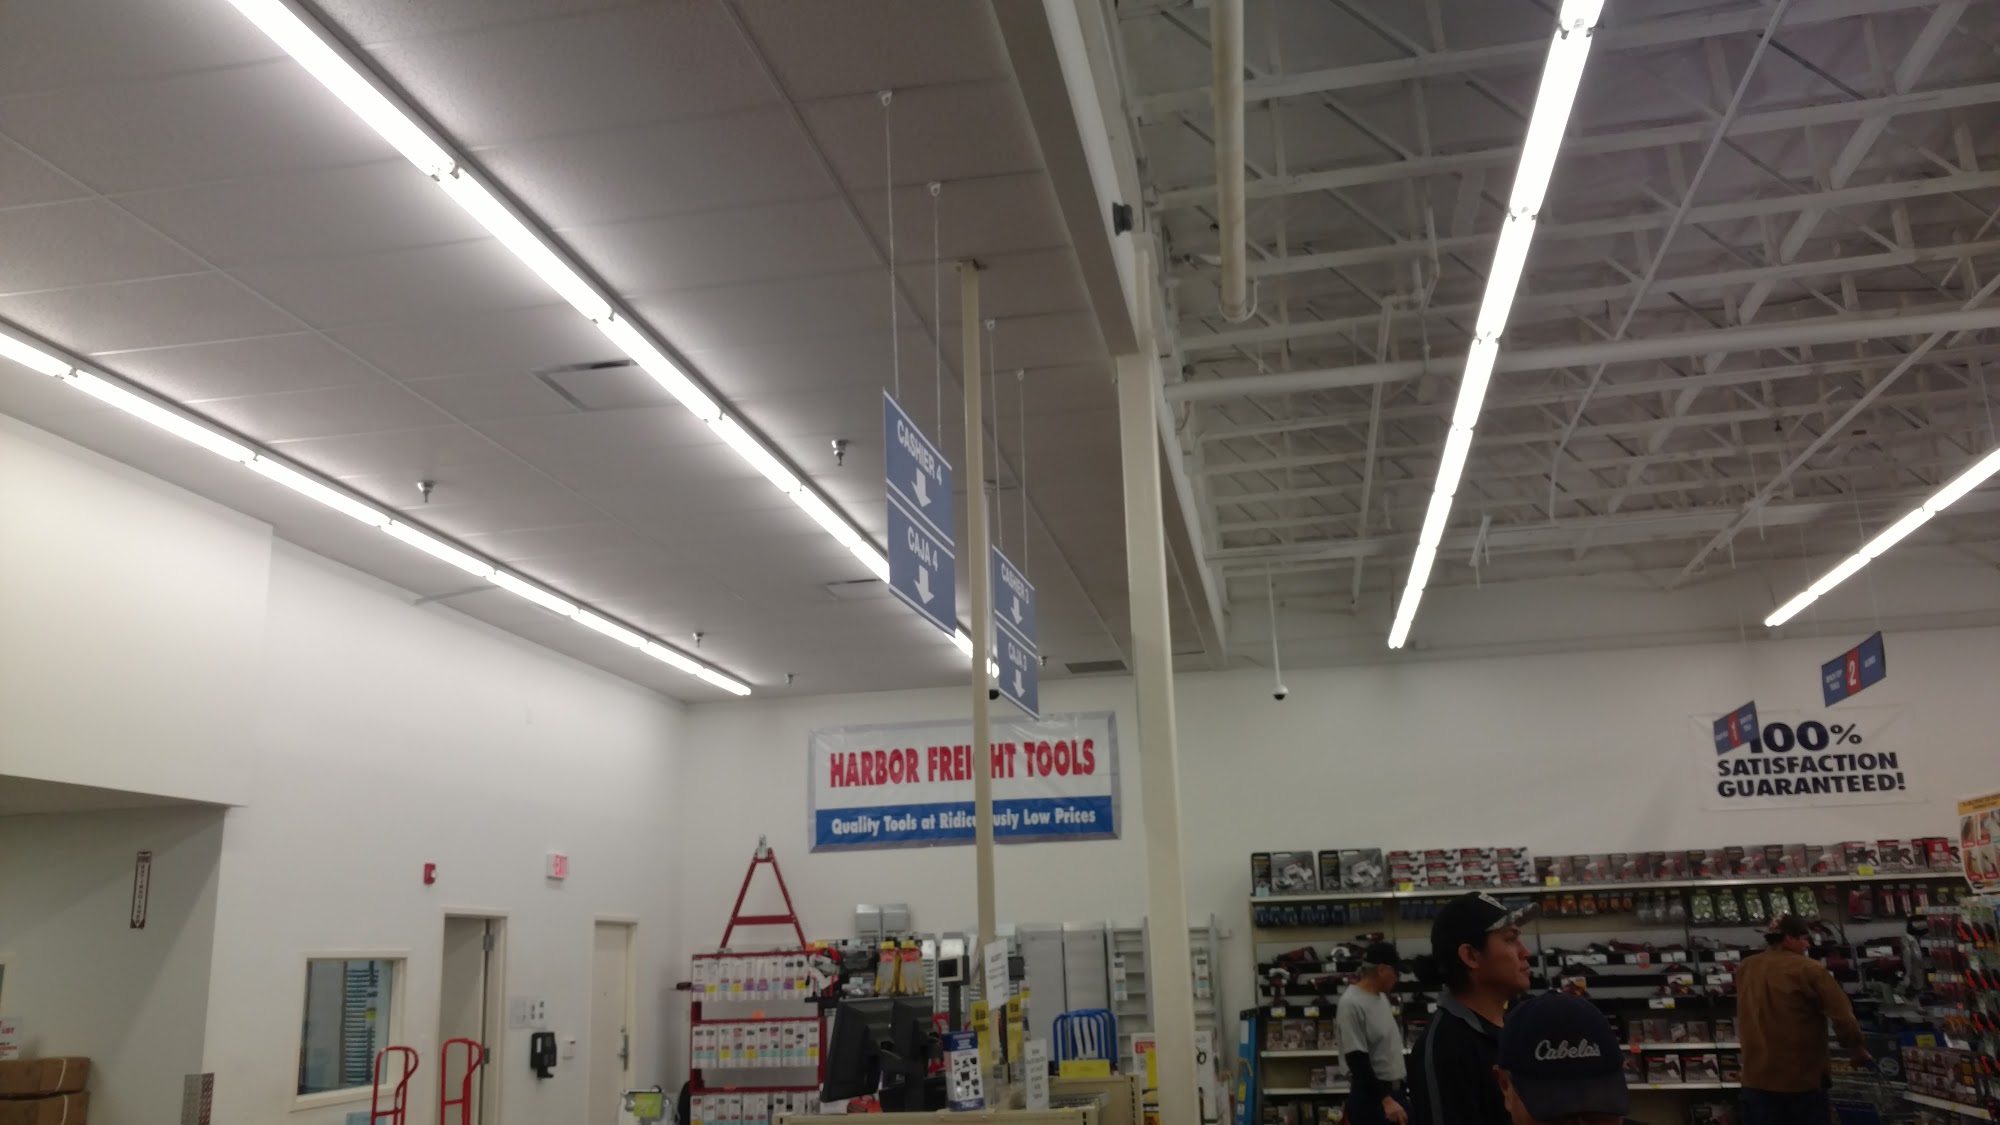 CASHIER 4
CAJA 4
CASHIER 3
CAJA 3
HARBOR FREIGHT TOOLS
Quality Tools at Ridiculously Low Prices
2
1
100%
SATISFACTION
GUARANTEED!
EXIT
Cabela's